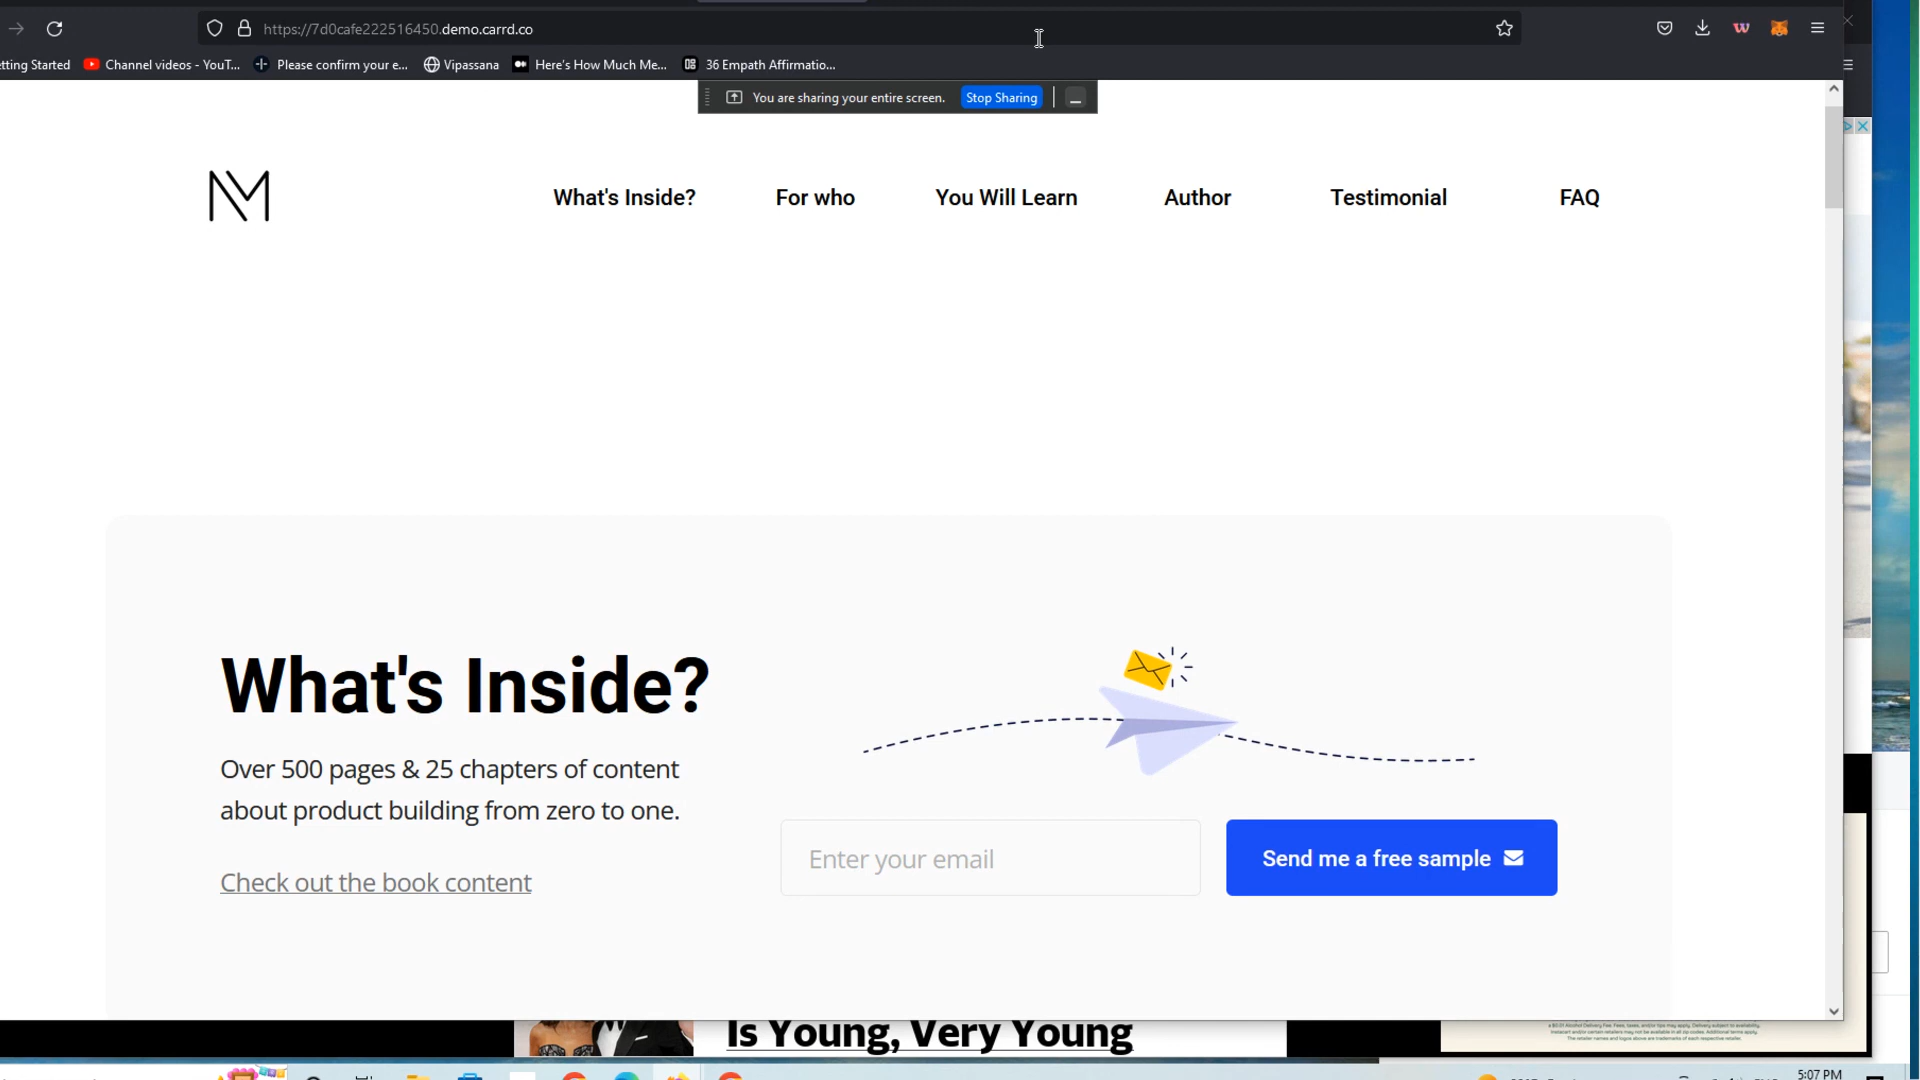 https://7d0cafe222516450.demo.carrd.co
tting Started
Channel videos - YouT...
Please confirm your e...
Vipassana
Here's How Much Me...
36 Empath Affirmatio...
You are sharing your entire screen.
Stop Sharing
What's Inside?
For who
You Will Learn
Author
Testimonial
FAQ
What's Inside?
Over 500 pages & 25 chapters of content
about product building from zero to one.
Check out the book content
Enter your email
Send me a free sample
Is Young, Very Young
5:07 PM